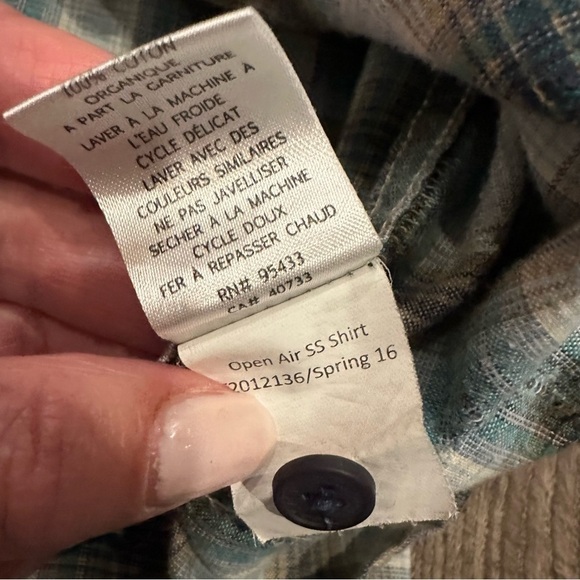 100% COTON
ORGANIQUE
A PART LA GARNITURE
LAVER À LA MACHINE À
L'EAU FROIDE
CYCLE DÉLICAT
LAVER AVEC DES
COULEURS SIMILAIRES
NE PAS JAVELLISER
SECHER À LA MACHINE
CYCLE DOUX
FER À REPASSER CHAUD
RN# 95433
CA# 40733
Open Air SS Shirt
2012136/Spring 16